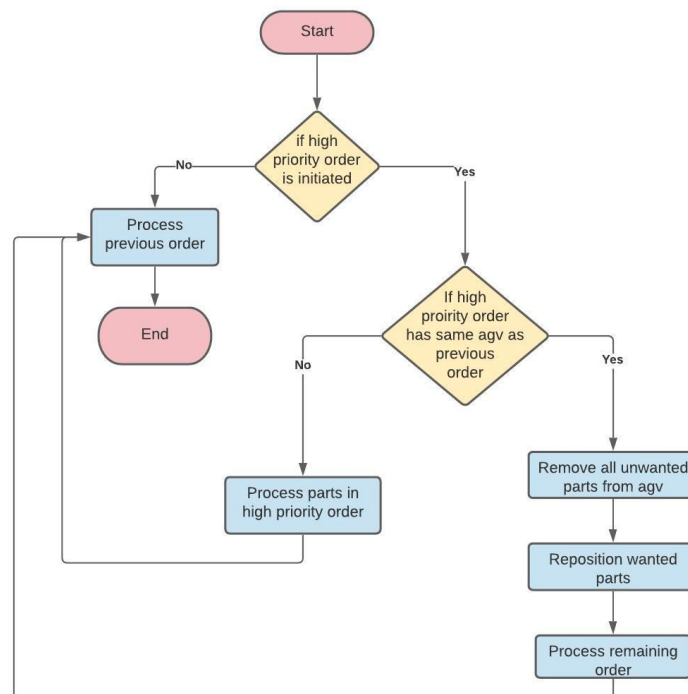 Start
if high
priority order
is initiated
No
Yes
Process
previous order
If high
proirity order
has same agv as
previous
order
End
No
Yes
Remove all unwanted
parts from agv
Process parts in
high priority order
Reposition wanted
parts
Process remaining
order